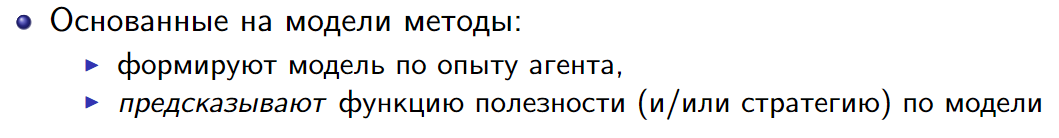 Основанные на модели методы:
формируют модель по опыту агента,
предсказывают функцию полезности (и/или стратегию) по модели